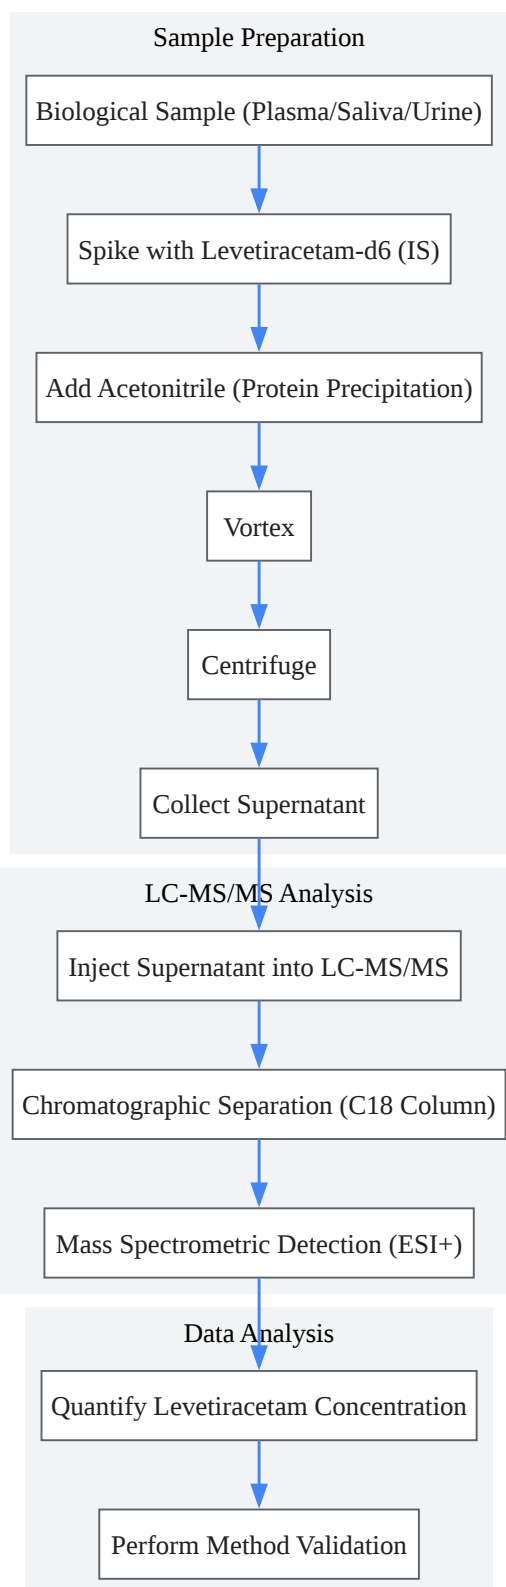 Sample Preparation
Biological Sample (Plasma/Saliva/Urine)
Spike with Levetiracetam-d6 (IS)
Add Acetonitrile (Protein Precipitation)
Vortex
Centrifuge
Collect Supernatant
LC-MS/MS Analysis
Inject Supernatant into LC-MS/MS
Chromatographic Separation (C18 Column)
Mass Spectrometric Detection (ESI+)
Data Analysis
Quantify Levetiracetam Concentration
Perform Method Validation